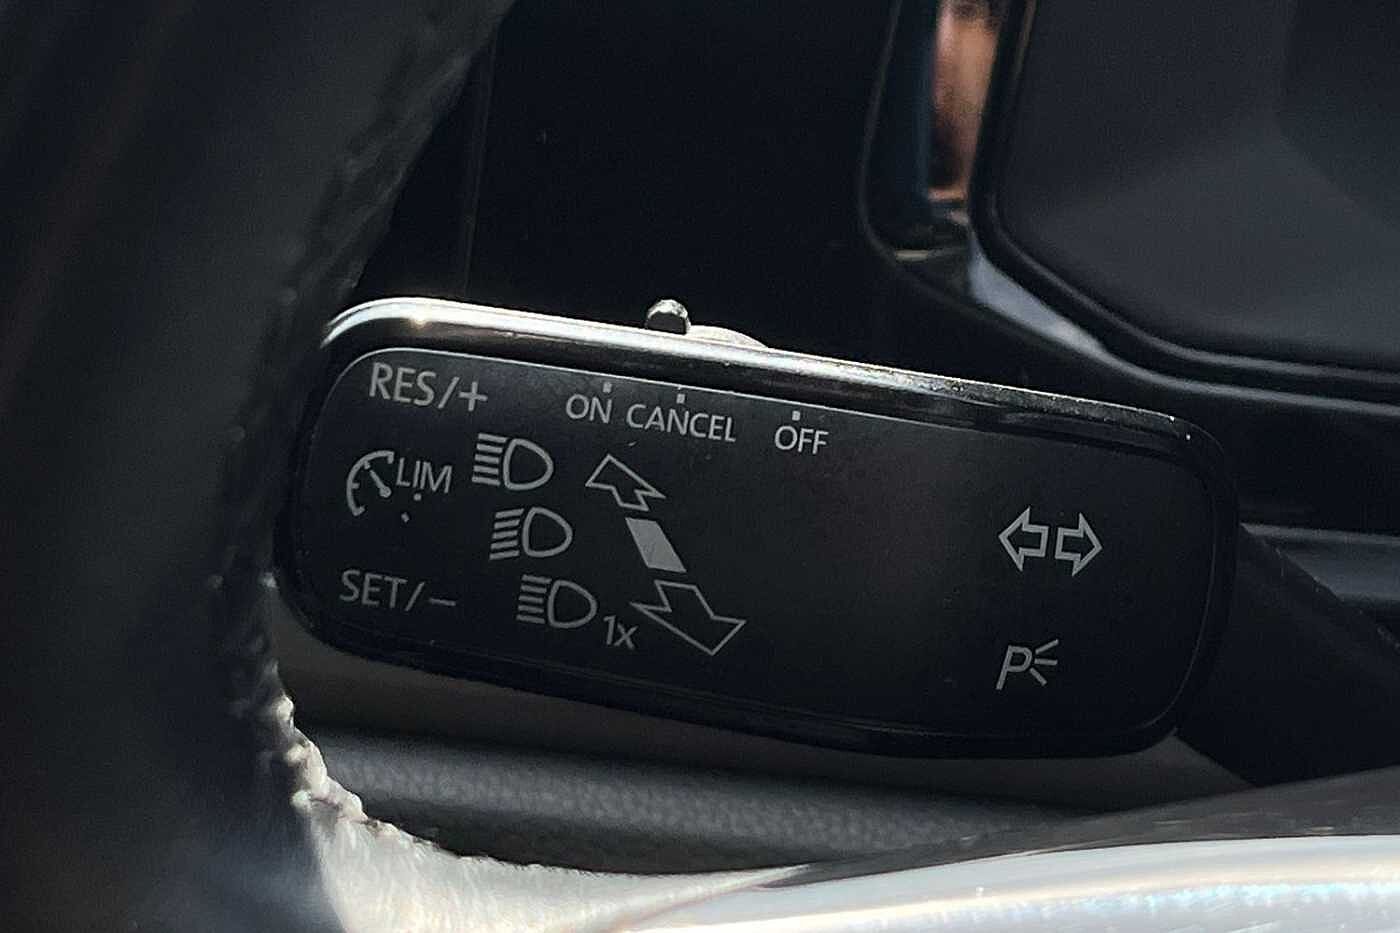 RES/+
ON CANCEL OFF
LIM
SET/–
1x
P